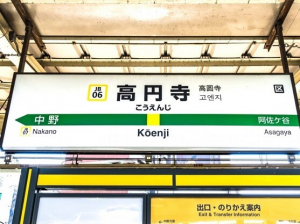 JB
06
高円寺
こうえんじ
高圆寺
고엔지
区
中野
Nakano
Kōenji
阿佐ケ谷
Asagaya
出口・のりかえ案内
Exit & Transfer Information